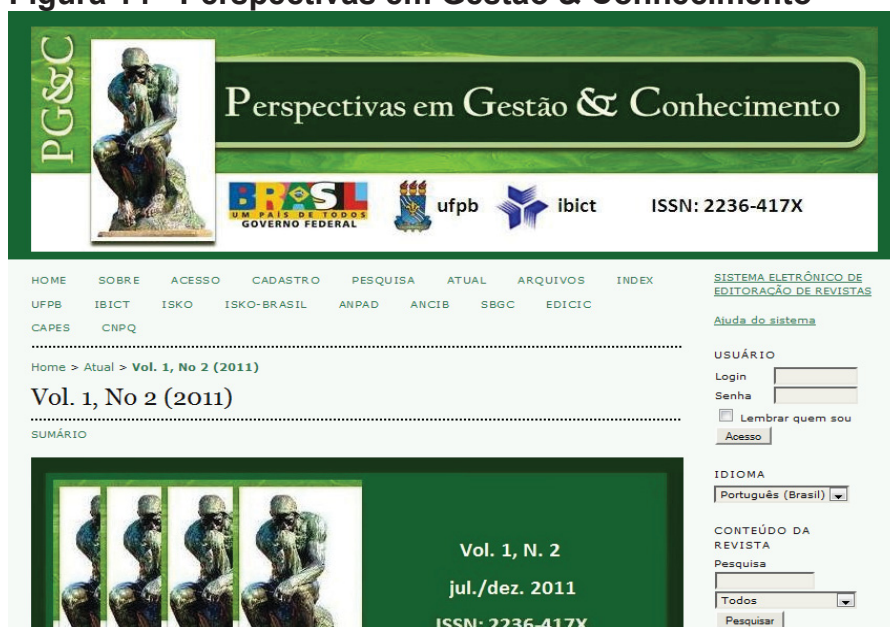 Perspectivas em Gestão & Conhecimento
PG&C
Perspectivas em Gestão & Conhecimento
BRASIL
UM PAÍS DE TODOS
GOVERNO FEDERAL
ufpb
ibict
ISSN: 2236-417X
HOME SOBRE ACESSO CADASTRO PESQUISA ATUAL ARQUIVOS INDEX
UFPB IBICT ISKO ISKO-BRASIL ANPAD ANCIB SBGC EDICIC
CAPES CNPQ
Home > Atual > Vol. 1, No 2 (2011)
Vol. 1, No 2 (2011)
SUMÁRIO
Vol. 1, N. 2
jul./dez. 2011
ISSN: 2236-417X
SISTEMA ELETRÔNICO DE
EDITORAÇÃO DE REVISTAS
Ajuda do sistema
USUÁRIO
Login
Senha
Lembrar quem sou
Acesso
IDIOMA
Português (Brasil)
CONTEÚDO DA
REVISTA
Pesquisa
Todos
Pesquisar